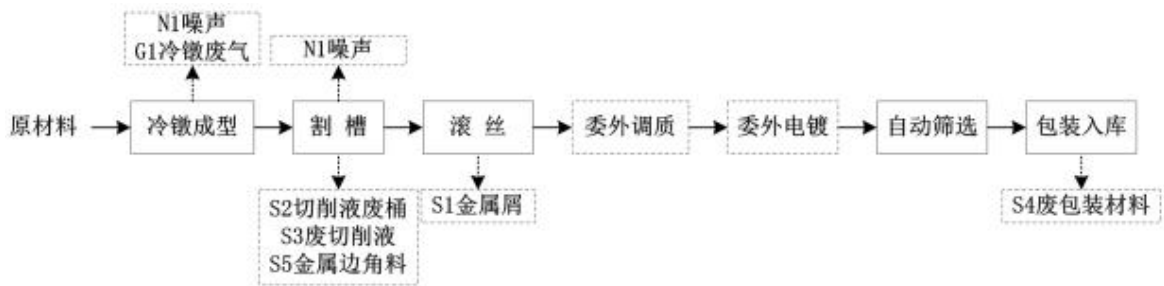 N1噪声
G1冷镦废气
N1噪声
原材料
冷镦成型
割 槽
滚 丝
委外调质
委外电镀
自动筛选
包装入库
S2切削液废桶
S3废切削液
S5金属边角料
S1金属屑
S4废包装材料